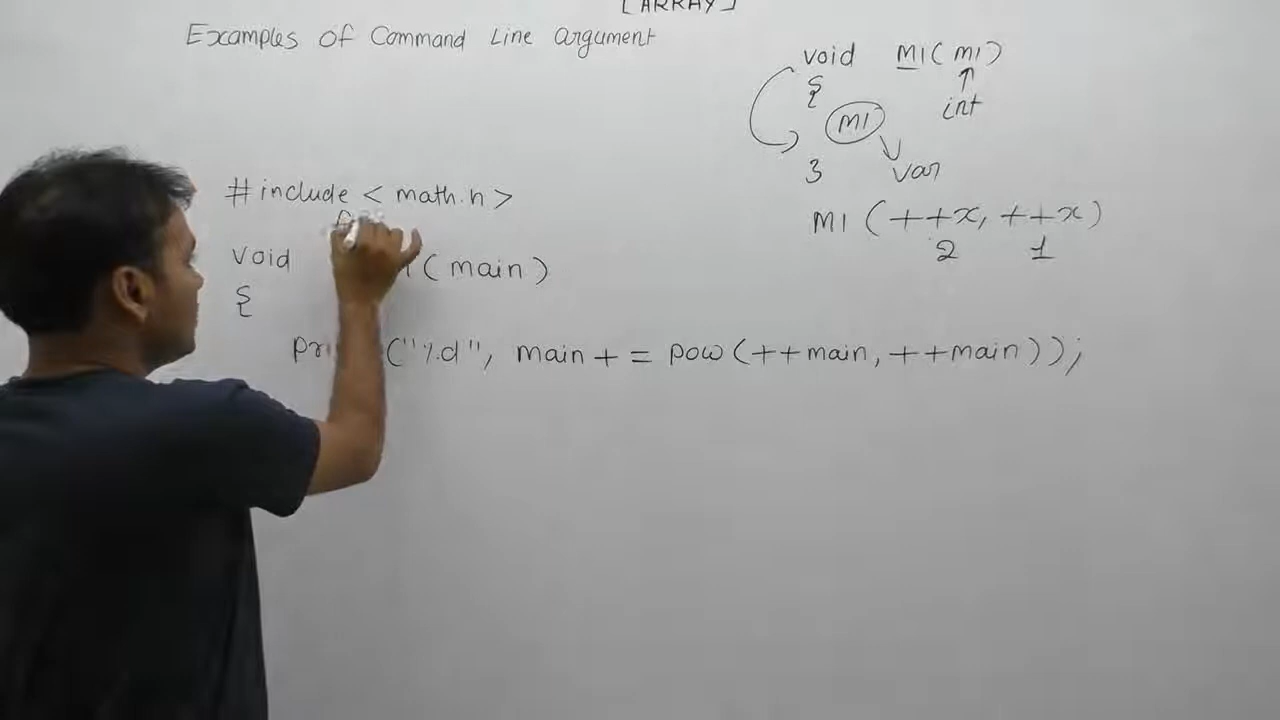 [ARRAY]
Examples of Command Line argument
void M1(m1)
{
int
m1
}
var
M1 (++x, ++x)
2 1
#include < math.h >
void (main)
{
("%d", main + = pow (++main, ++main));